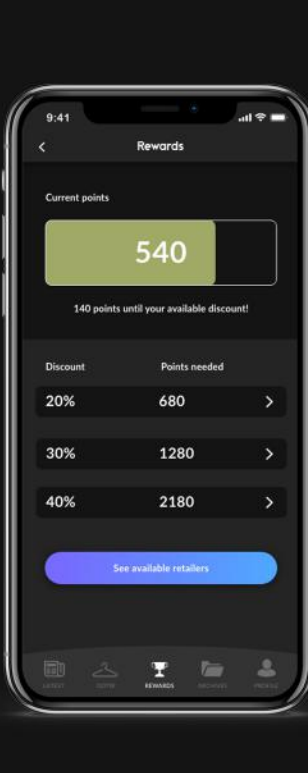 9:41
Rewards
Current points
540
140 points until your available discount!
Discount Points needed
20% 680
30% 1280
40% 2180
See available retailers
LATEST OUTFIT REWARDS ARCHIVES PROFILE